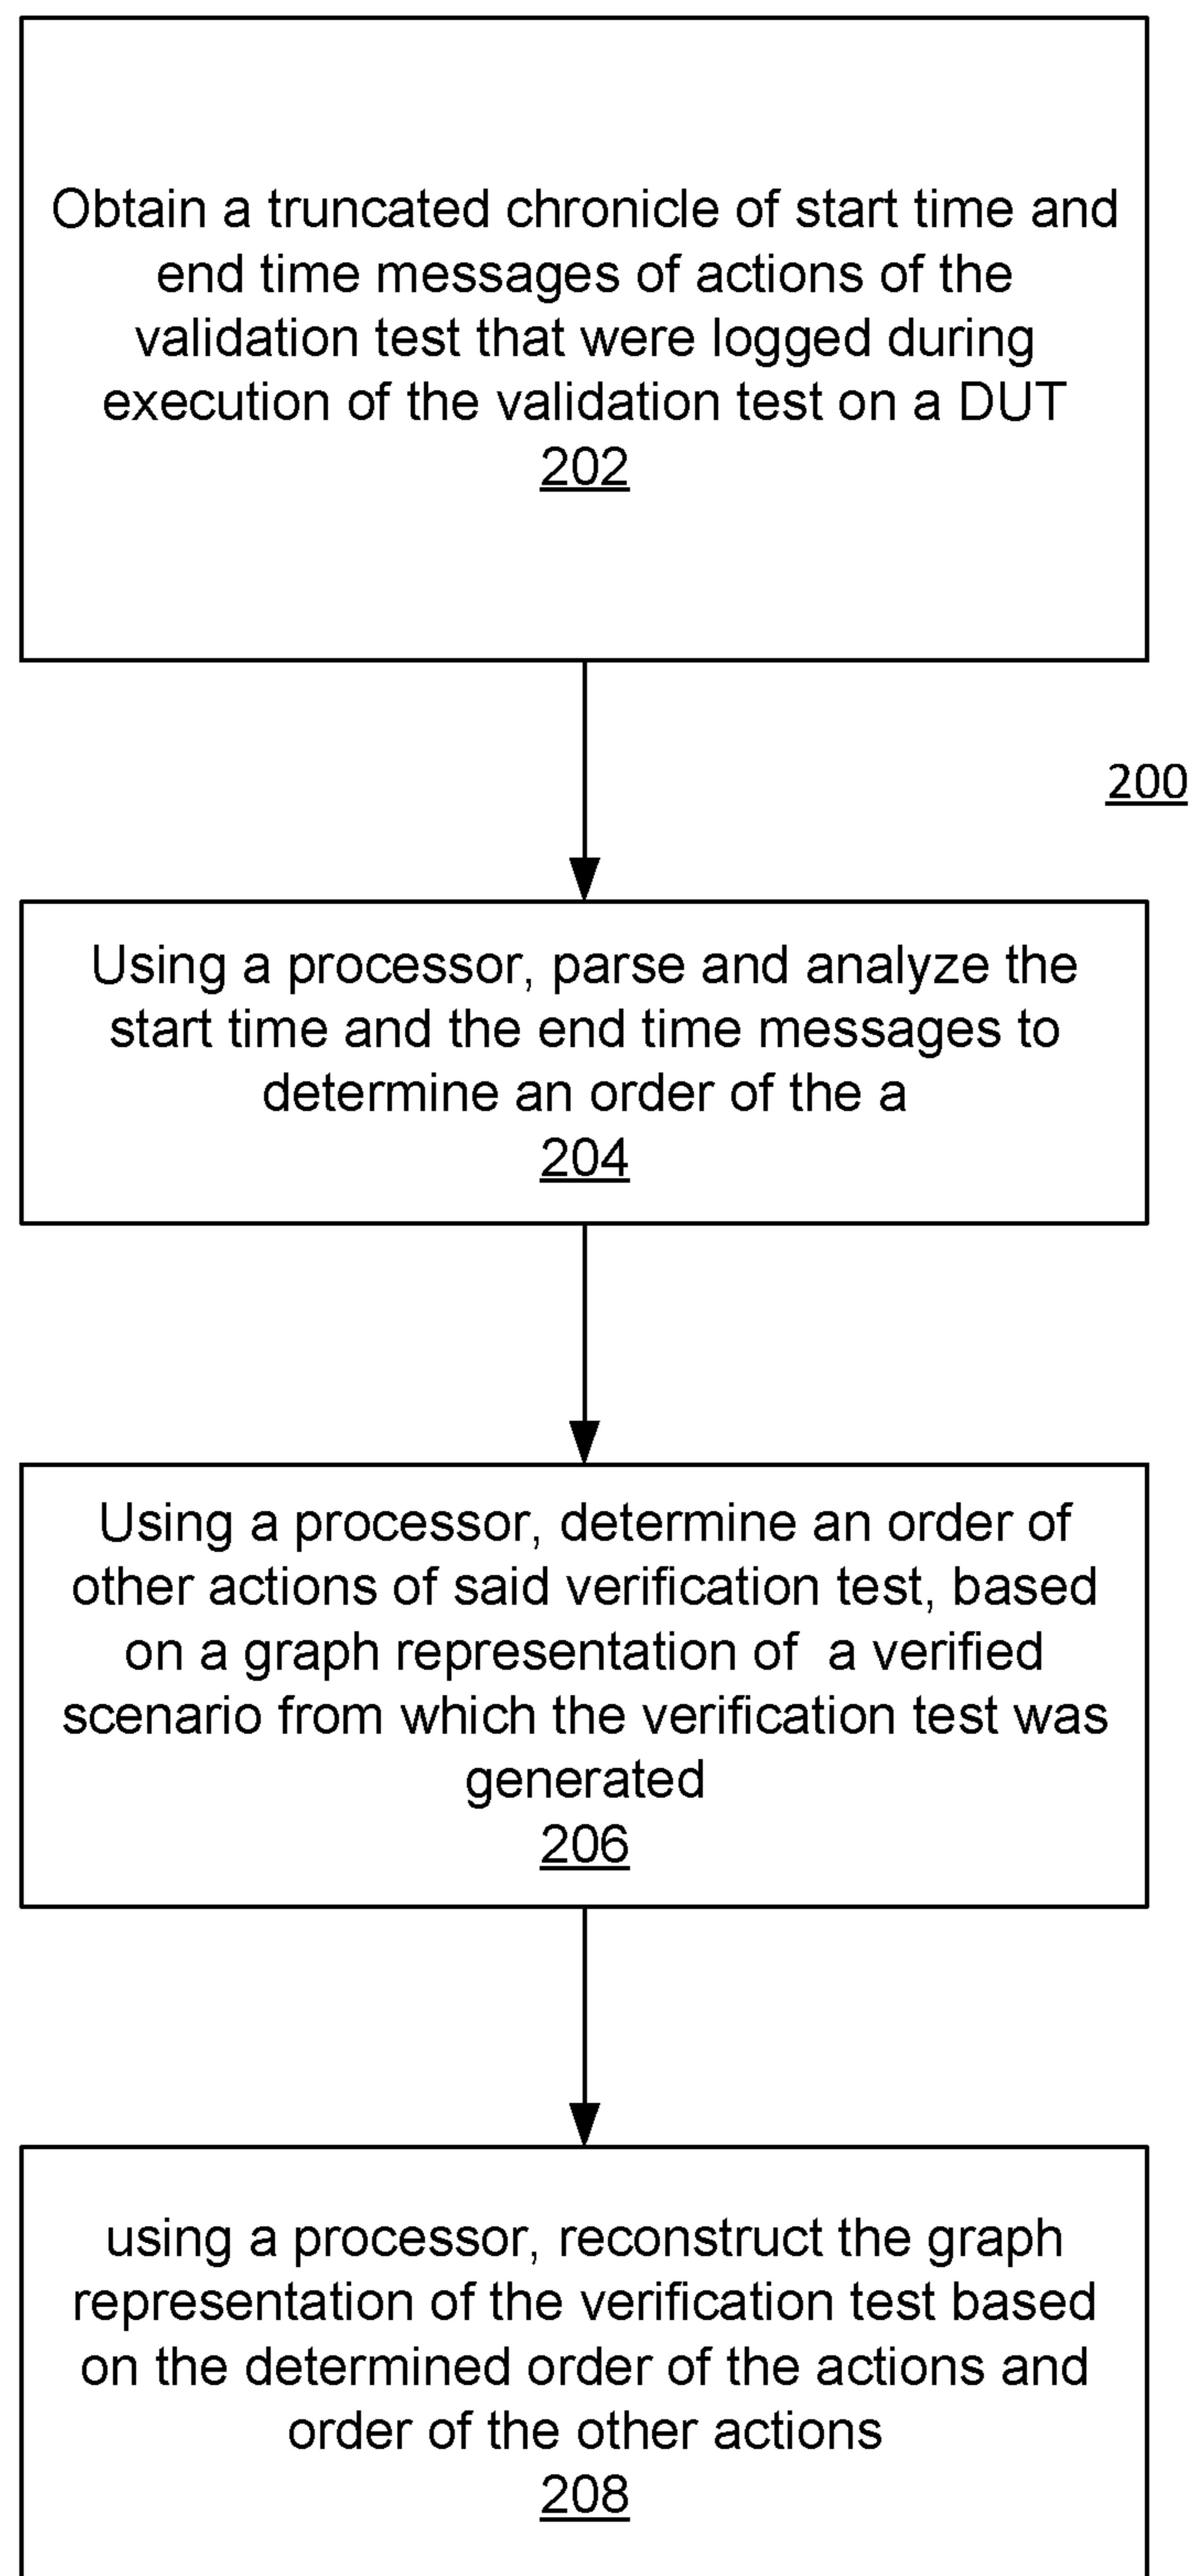 Obtain a truncated chronicle of start time and
end time messages of actions of the
validation test that were logged during
execution of the validation test on a DUT
202
200
Using a processor, parse and analyze the
start time and the end time messages to
determine an order of the a
204
Using a processor, determine an order of
other actions of said verification test, based
on a graph representation of  a verified
scenario from which the verification test was
generated
206
using a processor, reconstruct the graph
representation of the verification test based
on the determined order of the actions and
order of the other actions
208